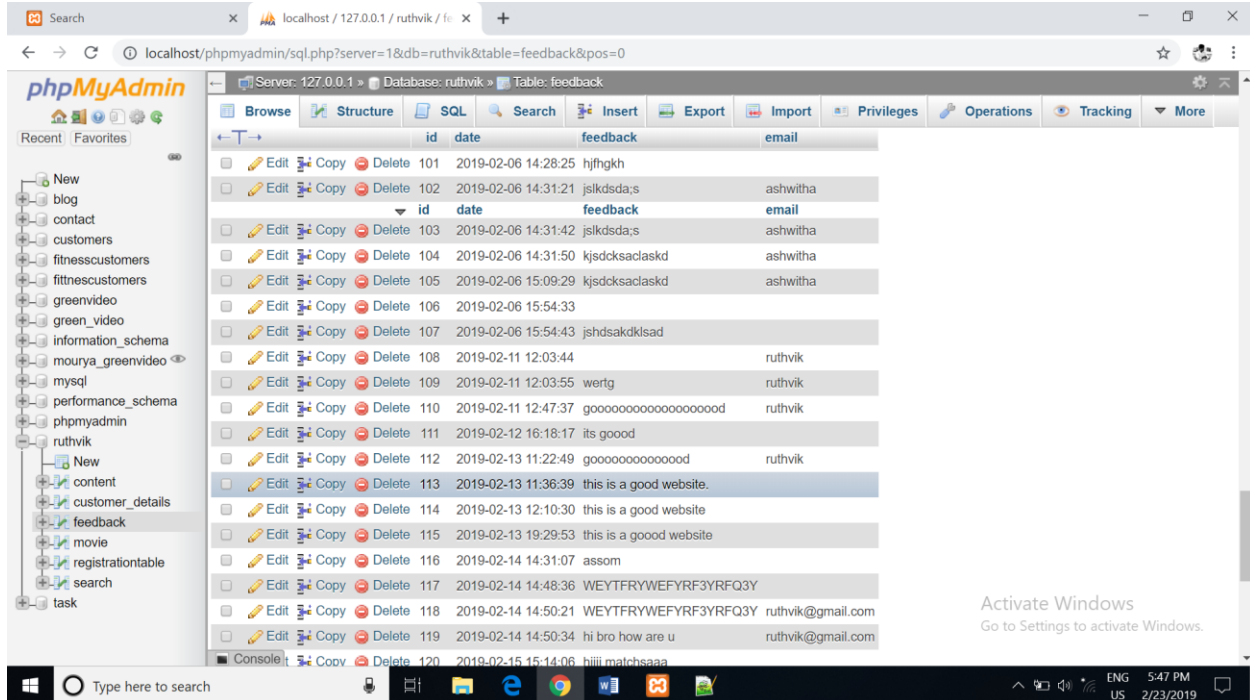 Search
localhost / 127.0.0.1 / ruthvik / fe
localhost/phpmyadmin/sql.php?server=1&db=ruthvik&table=feedback&pos=0
phpMyAdmin
Recent Favorites
New
blog
contact
customers
fitnesscustomers
fittnescustomers
greenvideo
green_video
information_schema
mourya_greenvideo
mysql
performance_schema
phpmyadmin
ruthvik
New
content
customer_details
feedback
movie
registrationtable
search
task
Server: 127.0.0.1 » Database: ruthvik » Table: feedback
Browse Structure SQL Search Insert Export Import Privileges Operations Tracking More
id date feedback email
Edit Copy Delete 101 2019-02-06 14:28:25 hjfhgkh
Edit Copy Delete 102 2019-02-06 14:31:21 jslkdsda;s ashwitha
id date feedback email
Edit Copy Delete 103 2019-02-06 14:31:42 jslkdsda;s ashwitha
Edit Copy Delete 104 2019-02-06 14:31:50 kjsdcksaclaskd ashwitha
Edit Copy Delete 105 2019-02-06 15:09:29 kjsdcksaclaskd ashwitha
Edit Copy Delete 106 2019-02-06 15:54:33
Edit Copy Delete 107 2019-02-06 15:54:43 jshdsakdklsad
Edit Copy Delete 108 2019-02-11 12:03:44 ruthvik
Edit Copy Delete 109 2019-02-11 12:03:55 wertg ruthvik
Edit Copy Delete 110 2019-02-11 12:47:37 goooooooooooooooooood ruthvik
Edit Copy Delete 111 2019-02-12 16:18:17 its goood
Edit Copy Delete 112 2019-02-13 11:22:49 gooooooooooooood ruthvik
Edit Copy Delete 113 2019-02-13 11:36:39 this is a good website.
Edit Copy Delete 114 2019-02-13 12:10:30 this is a good website
Edit Copy Delete 115 2019-02-13 19:29:53 this is a goood website
Edit Copy Delete 116 2019-02-14 14:31:07 assom
Edit Copy Delete 117 2019-02-14 14:48:36 WEYTFRYWEFYRF3YRFQ3Y
Edit Copy Delete 118 2019-02-14 14:50:21 WEYTFRYWEFYRF3YRFQ3Y ruthvik@gmail.com
Edit Copy Delete 119 2019-02-14 14:50:34 hi bro how are u ruthvik@gmail.com
Console Copy Delete 120 2019-02-15 15:14:06 hiiii matchsaaa
Activate Windows
Go to Settings to activate Windows.
Type here to search
ENG
US
5:47 PM
2/23/2019